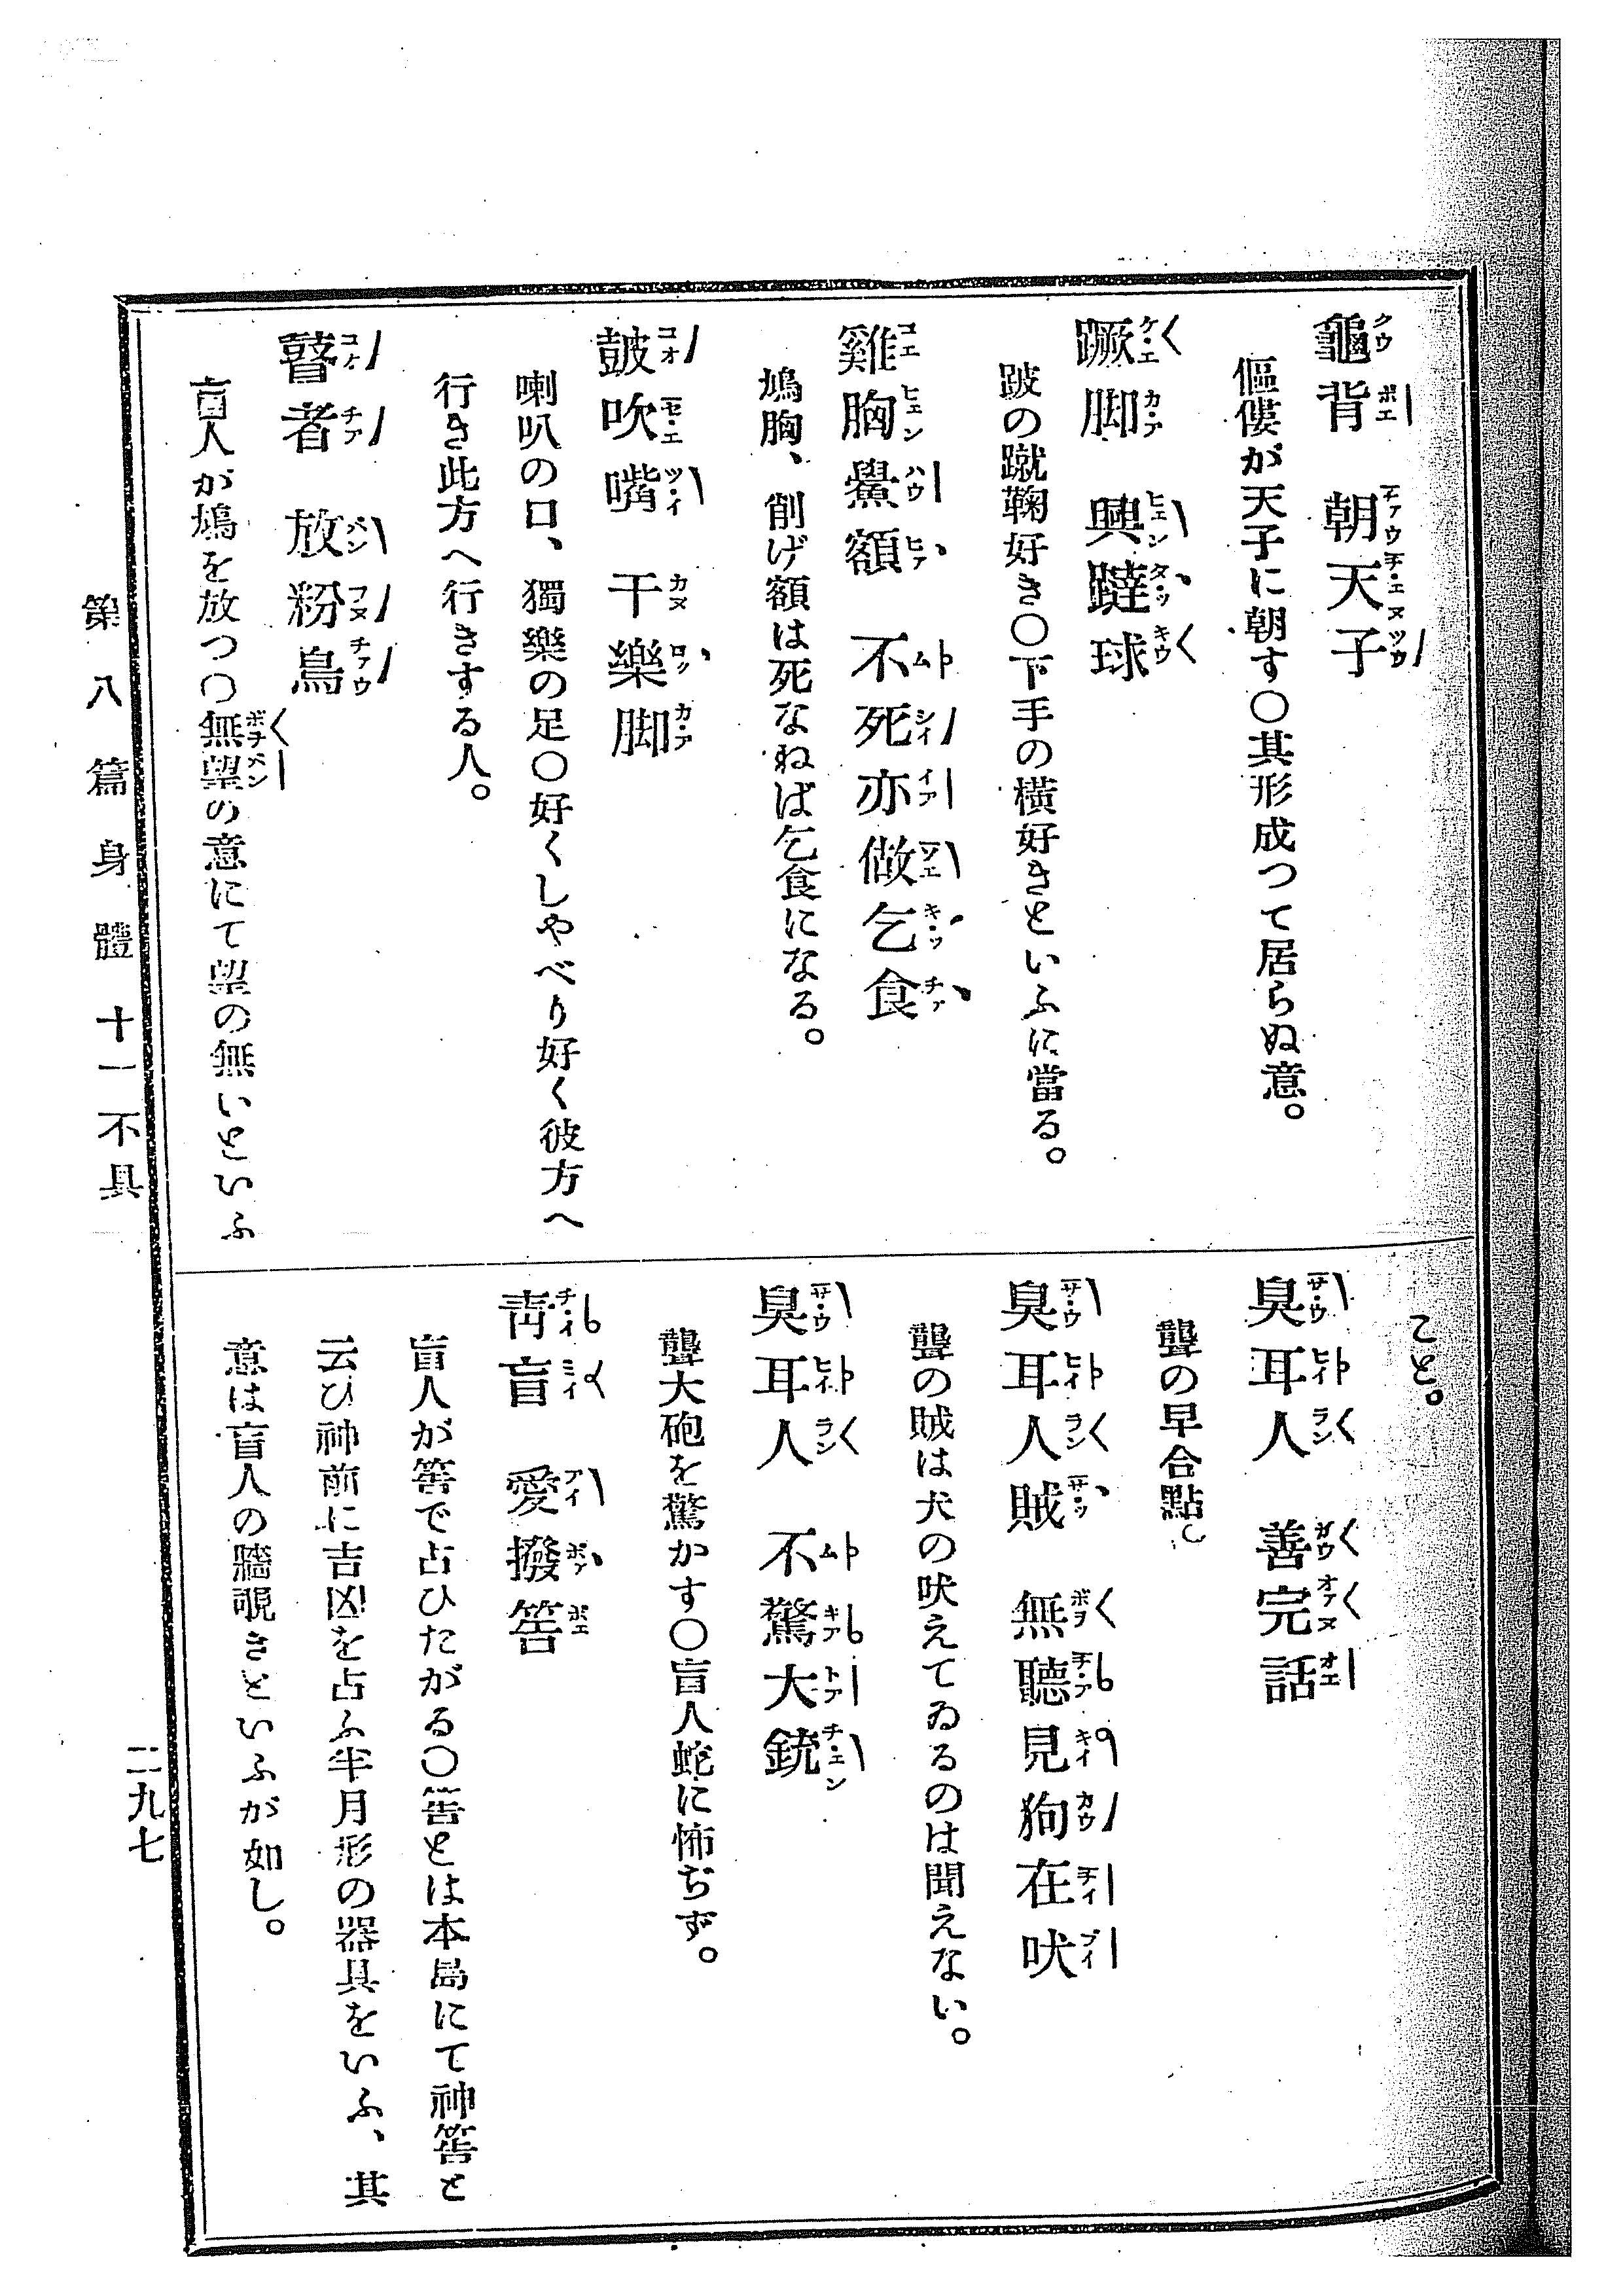 龜背　朝天子
傴僂が天子に朝す〇其形成つて居らぬ意。
蹶脚　興躂球
跛の蹴鞠好き〇下手の橫好きといふに當る。
雞胸鱟額　不死亦做乞食
鳩胸、削げ額は死なねば乞食になる。
鼓吹嘴　干樂脚
喇叭の口、獨樂の足〇好くしやべり好く彼方へ
行き此方へ行きする人。
瞽者　放粉鳥
盲人が鳩を放つ〇無望の意にて望の無いといふ
こと。
臭耳人　善完話
聾の早合點。
臭耳人賊　無聽見狗在吠
聾の賊は犬の吠えてゐるのは聞えない。
臭耳人　不驚大銃
聾大砲を驚かす〇盲人蛇に怖ぢず。
靑盲　愛撥筶
盲人が筶で占ひたがる〇筶とは本島にて神筶と
云ひ神前に吉凶を占ふ半月形の器具をいふ、其
意は盲人の牆覗きといふが如し。
第八篇　身體　十一不具
二九七